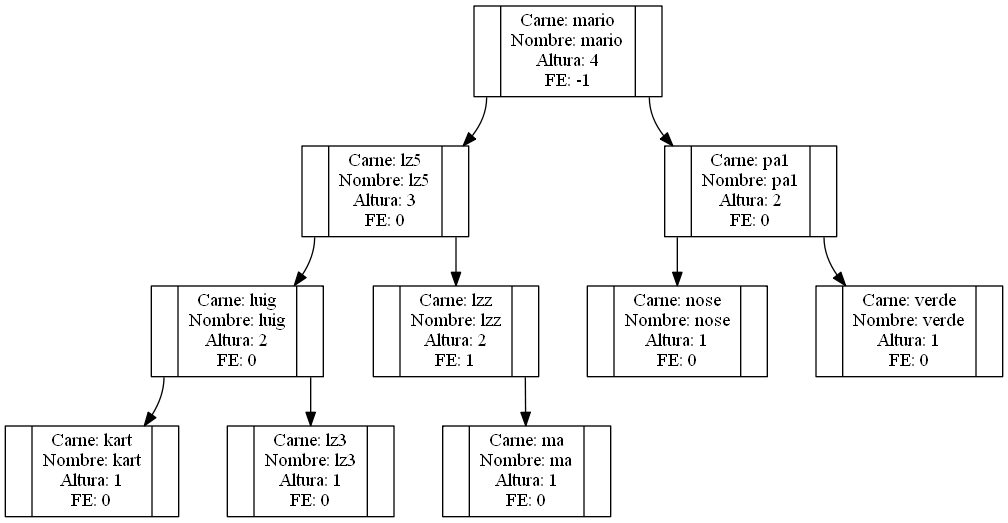 Carne: mario
Nombre: mario
Altura: 4
FE: -1
Carne: lz5
Nombre: lz5
Altura: 3
FE: 0
Carne: pa1
Nombre: pa1
Altura: 2
FE: 0
Carne: luig
Nombre: luig
Altura: 2
FE: 0
Carne: lzz
Nombre: lzz
Altura: 2
FE: 1
Carne: nose
Nombre: nose
Altura: 1
FE: 0
Carne: verde
Nombre: verde
Altura: 1
FE: 0
Carne: kart
Nombre: kart
Altura: 1
FE: 0
Carne: lz3
Nombre: lz3
Altura: 1
FE: 0
Carne: ma
Nombre: ma
Altura: 1
FE: 0